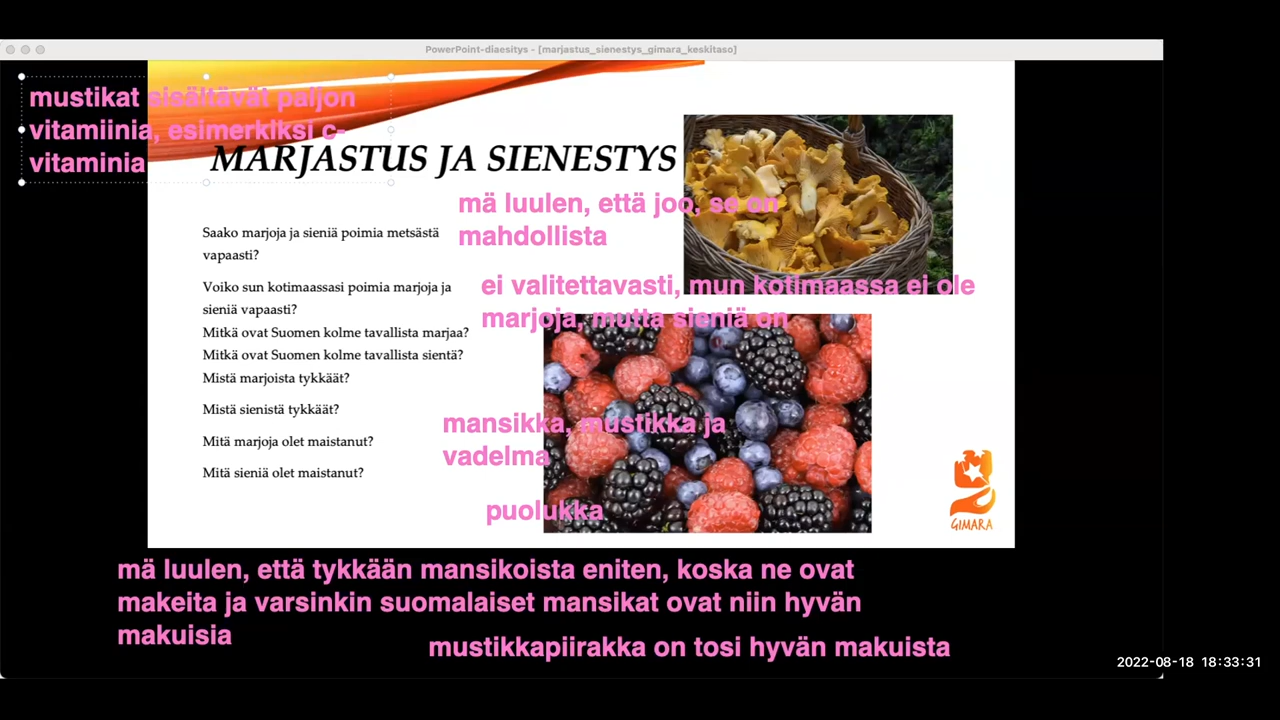 PowerPoint-diaesitys - [marjastus_sienestys_gimara_keskitaso]
mustikat sisältävät paljon
vitamiinia, esimerkiksi c-
vitaminia
MARJASTUS JA SIENESTYS
mä luulen, että joo, se on
mahdollista
Saako marjoja ja sieniä poimia metsästä
vapaasti?
ei valitettavasti, mun kotimaassa ei ole
marjoja, mutta sieniä on
Voiko sun kotimaassasi poimia marjoja ja
sieniä vapaasti?
Mitkä ovat Suomen kolme tavallista marjaa?
Mitkä ovat Suomen kolme tavallista sientä?
Mistä marjoista tykkäät?
Mistä sienistä tykkäät?
Mitä marjoja olet maistanut?
Mitä sieniä olet maistanut?
mansikka, mustikka ja
vadelma
puolukka
GIMARA
mä luulen, että tykkään mansikoista eniten, koska ne ovat
makeita ja varsinkin suomalaiset mansikat ovat niin hyvän
makuisia
mustikkapiirakka on tosi hyvän makuista
2022-08-18 18:33:31